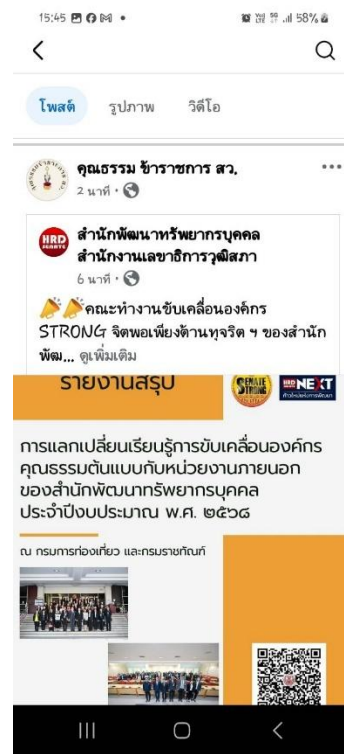 15:45
58%
โพสต์ รูปภาพ วิดีโอ
คุณธรรม ข้าราชการ สว.
2 นาที
HRD
SENATE
สำนักพัฒนาทรัพยากรบุคคล
สำนักงานเลขาธิการวุฒิสภา
6 นาที
คณะทำงานขับเคลื่อนองค์กร
STRONG จิตพอเพียงต้านทุจริต ฯ ของสำนัก
พัฒ... ดูเพิ่มเติม
รายงานสรุป
SENATE
STRONG
HRD NEXT
การแลกเปลี่ยนเรียนรู้การขับเคลื่อนองค์กร
คุณธรรมต้นแบบกับหน่วยงานภายนอก
ของสำนักพัฒนาทรัพยากรบุคคล
ประจำปีงบประมาณ พ.ศ. ๒๕๖๘
ณ กรมการท่องเที่ยว และกรมราชทัณฑ์